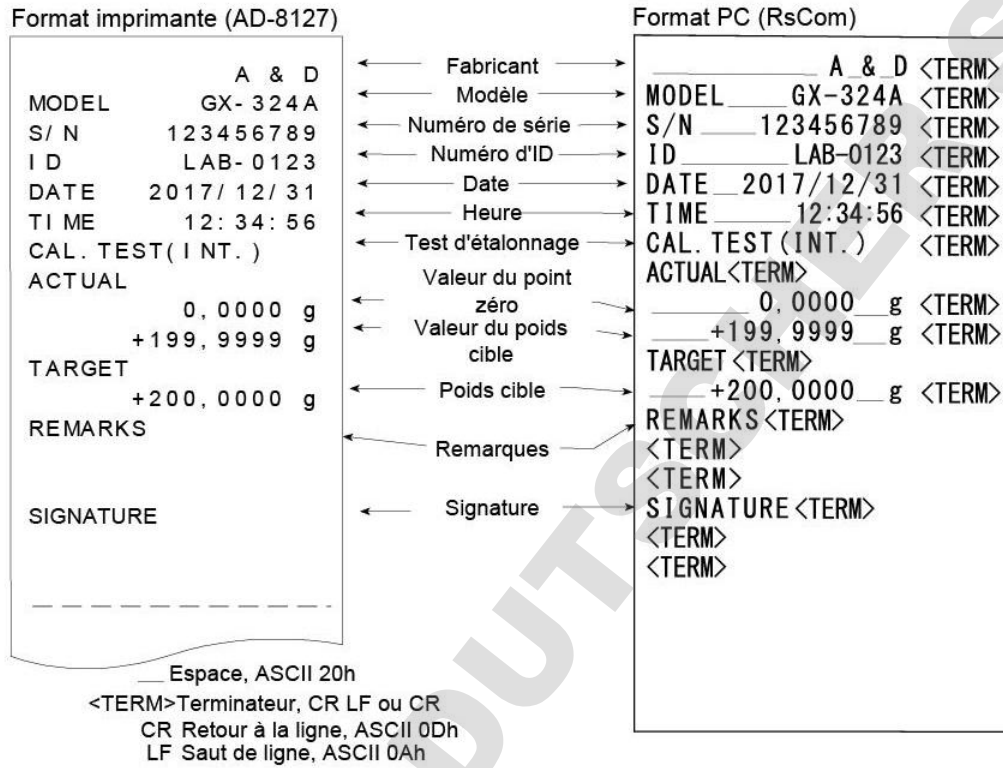 Format imprimante (AD-8127)
A & D
MODEL GX-324A
S/N 123456789
ID LAB-0123
DATE 2017/12/31
TIME 12:34:56
CAL.TEST(INT.)
ACTUAL
0,0000 g
+199,9999 g
TARGET
+200,0000 g
REMARKS
SIGNATURE
Fabricant
Modèle
Numéro de série
Numéro d'ID
Date
Heure
Test d'étalonnage
Valeur du point
zéro
Valeur du poids
cible
Poids cible
Remarques
Signature
Format PC (RsCom)
__________A_&_D <TERM>
MODEL____GX-324A <TERM>
S/N____123456789 <TERM>
ID_______LAB-0123 <TERM>
DATE__2017/12/31 <TERM>
TIME_____12:34:56 <TERM>
CAL.TEST(INT.) <TERM>
ACTUAL<TERM>
_______0,0000__g <TERM>
____+199,9999__g <TERM>
TARGET<TERM>
____+200,0000__g <TERM>
REMARKS<TERM>
<TERM>
<TERM>
SIGNATURE<TERM>
<TERM>
<TERM>
__ Espace, ASCII 20h
<TERM>Terminateur, CR LF ou CR
CR Retour à la ligne, ASCII 0Dh
LF Saut de ligne, ASCII 0Ah
DUTSCHERS